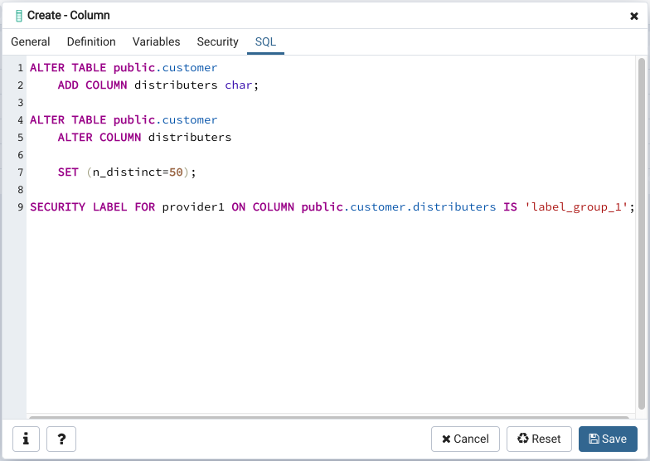 Create - Column
General Definition Variables Security SQL
1 ALTER TABLE public.customer
2     ADD COLUMN distributers char;
3
4 ALTER TABLE public.customer
5     ALTER COLUMN distributers
6
7     SET (n_distinct=50);
8
9 SECURITY LABEL FOR provider1 ON COLUMN public.customer.distributers IS 'label_group_1';
i ? Cancel Reset Save